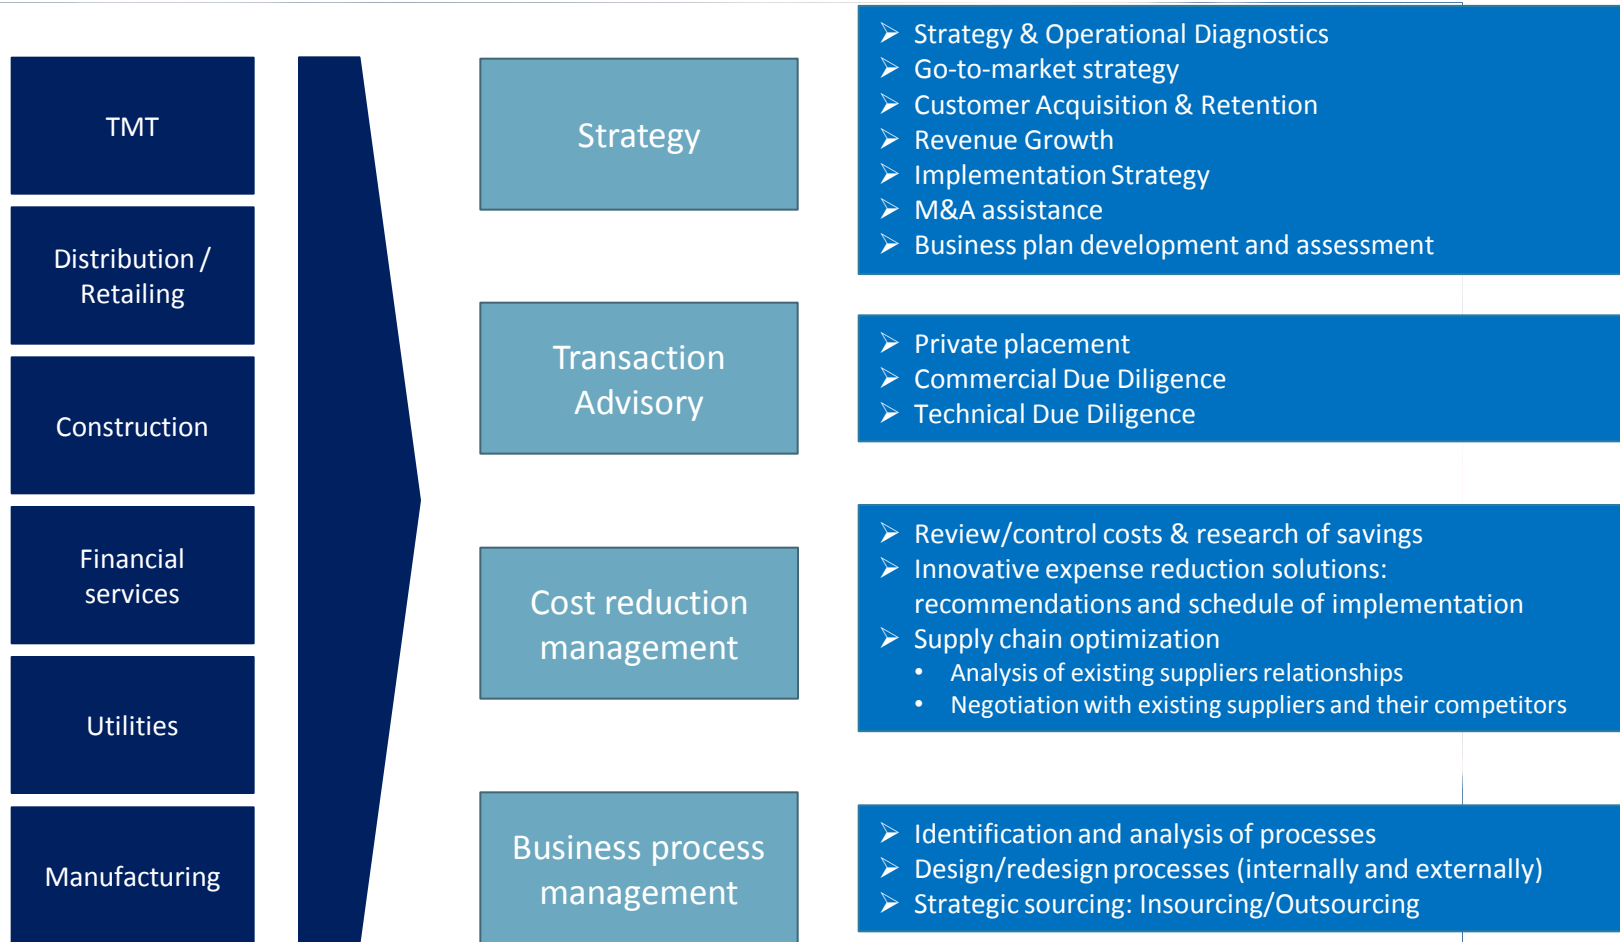 TMT
Distribution /
Retailing
Construction
Financial
services
Utilities
Manufacturing
Strategy
➢ Strategy & Operational Diagnostics
➢ Go-to-market strategy
➢ Customer Acquisition & Retention
➢ Revenue Growth
➢ Implementation Strategy
➢ M&A assistance
➢ Business plan development and assessment
Transaction
Advisory
➢ Private placement
➢ Commercial Due Diligence
➢ Technical Due Diligence
Cost reduction
management
➢ Review/control costs & research of savings
➢ Innovative expense reduction solutions:
recommendations and schedule of implementation
➢ Supply chain optimization
• Analysis of existing suppliers relationships
• Negotiation with existing suppliers and their competitors
Business process
management
➢ Identification and analysis of processes
➢ Design/redesign processes (internally and externally)
➢ Strategic sourcing: Insourcing/Outsourcing